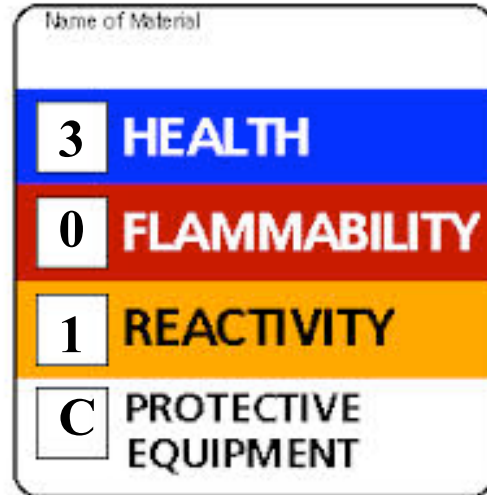 Name of Material
3 HEALTH
0 FLAMMABILITY
1 REACTIVITY
C PROTECTIVE
EQUIPMENT